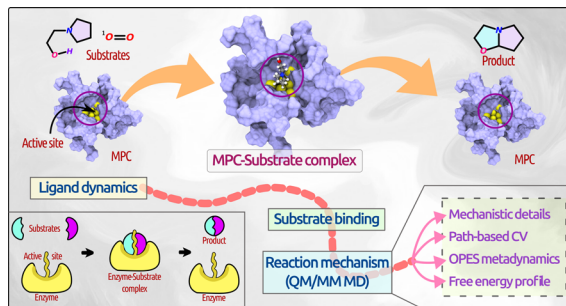 N
O
H
¹O=O
Substrates
Active site
MPC
MPC-Substrate complex
N
O
Product
MPC
Ligand dynamics
Substrate binding
Reaction mechanism
(QM/MM MD)
Mechanistic details
Path-based CV
OPES metadynamics
Free energy profile
Substrates
Active site
Enzyme
Enzyme-Substrate
complex
Product
Enzyme